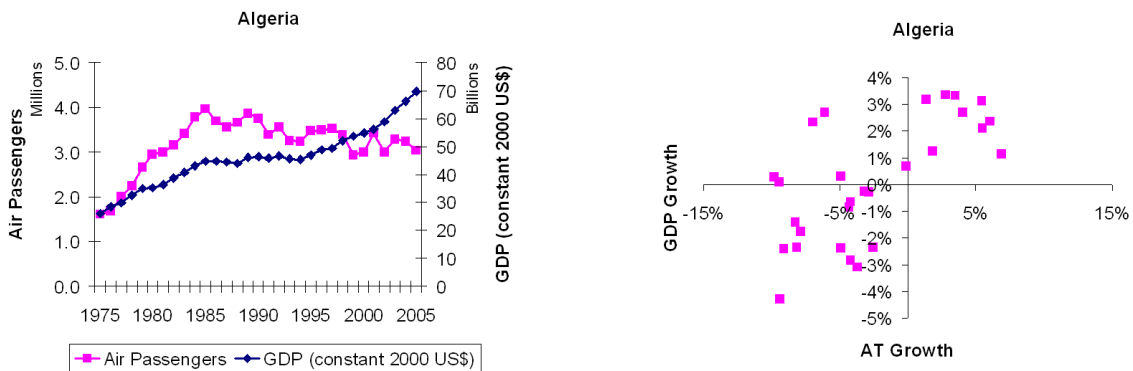 Algeria
Air Passengers
Millions
5.0
4.0
3.0
2.0
1.0
0.0
80
70
60
50
40
30
20
10
0
Billions
GDP (constant 2000 US$)
1975 1980 1985 1990 1995 2000 2005
Air Passengers GDP (constant 2000 US$)
Algeria
GDP Growth
4%
3%
2%
1%
0%
-1%
-2%
-3%
-4%
-5%
-15% -5% 5% 15%
AT Growth